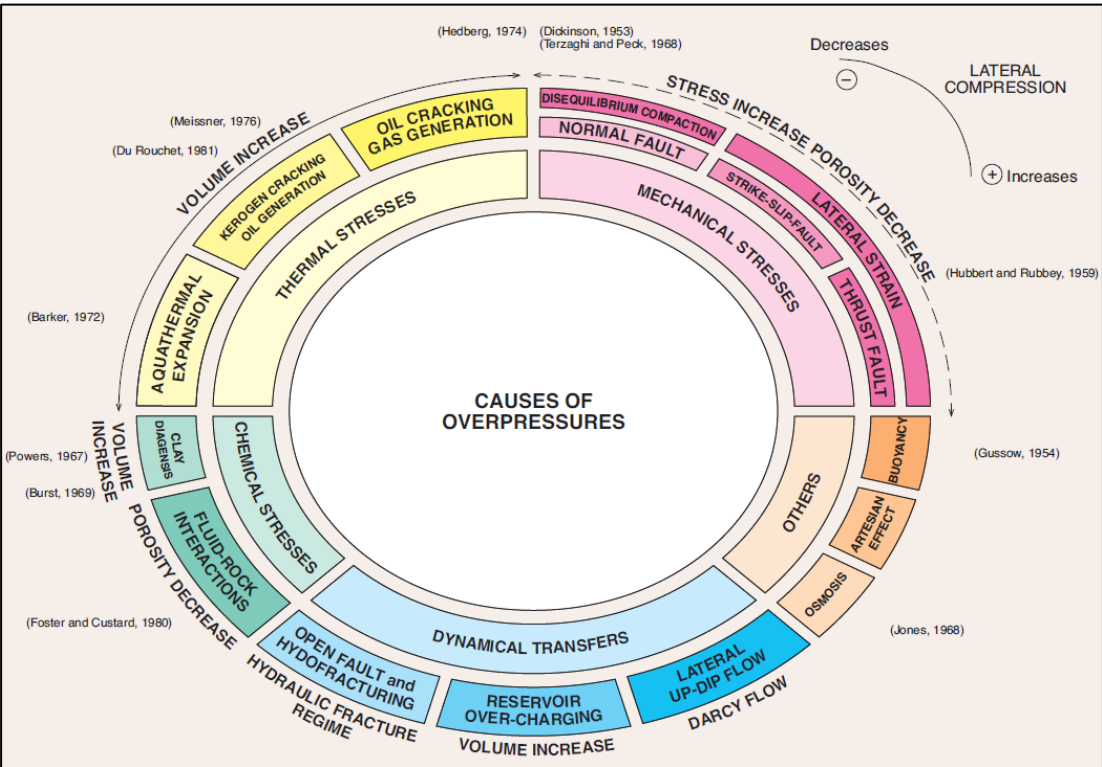 (Hedberg, 1974)
(Dickinson, 1953)
(Terzaghi and Peck, 1968)
Decreases
−
LATERAL
COMPRESSION
+
Increases
(Meissner, 1976)
(Du Rouchet, 1981)
VOLUME INCREASE
OIL CRACKING
GAS GENERATION
KEROGEN CRACKING
OIL GENERATION
AQUATHERMAL
EXPANSION
THERMAL STRESSES
(Barker, 1972)
STRESS INCREASE POROSITY DECREASE
DISEQUILIBRIUM COMPACTION
LATERAL STRAIN
NORMAL FAULT
STRIKE-SLIP-FAULT
THRUST FAULT
MECHANICAL STRESSES
(Hubbert and Rubbey, 1959)
CAUSES OF
OVERPRESSURES
VOLUME
INCREASE
(Powers, 1967)
(Burst, 1969)
CLAY
DIAGENSIS
CHEMICAL STRESSES
FLUID-ROCK
INTERACTIONS
POROSITY DECREASE
(Foster and Custard, 1980)
OTHERS
BUOYANCY
(Gussow, 1954)
ARTESIAN
EFFECT
OSMOSIS
(Jones, 1968)
DYNAMICAL TRANSFERS
OPEN FAULT and
HYDOFRACTURING
HYDRAULIC FRACTURE
REGIME
RESERVOIR
OVER-CHARGING
VOLUME INCREASE
LATERAL
UP-DIP FLOW
DARCY FLOW